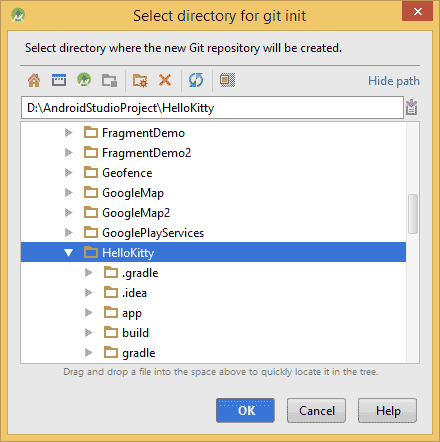 Select directory for git init
Select directory where the new Git repository will be created.
Hide path
D:\AndroidStudioProject\HelloKitty
FragmentDemo
FragmentDemo2
Geofence
GoogleMap
GoogleMap2
GooglePlayServices
HelloKitty
.gradle
.idea
app
build
gradle
Drag and drop a file into the space above to quickly locate it in the tree.
OK Cancel Help